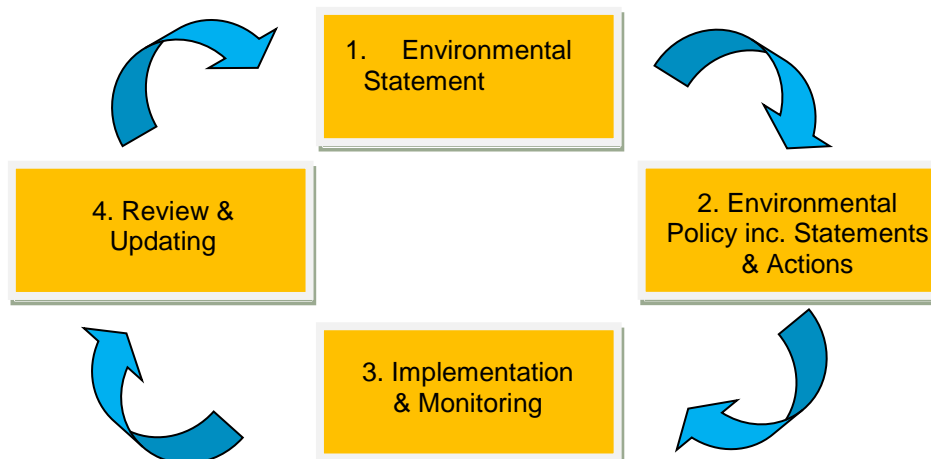 1. Environmental
Statement
2. Environmental
Policy inc. Statements
& Actions
3. Implementation
& Monitoring
4. Review &
Updating